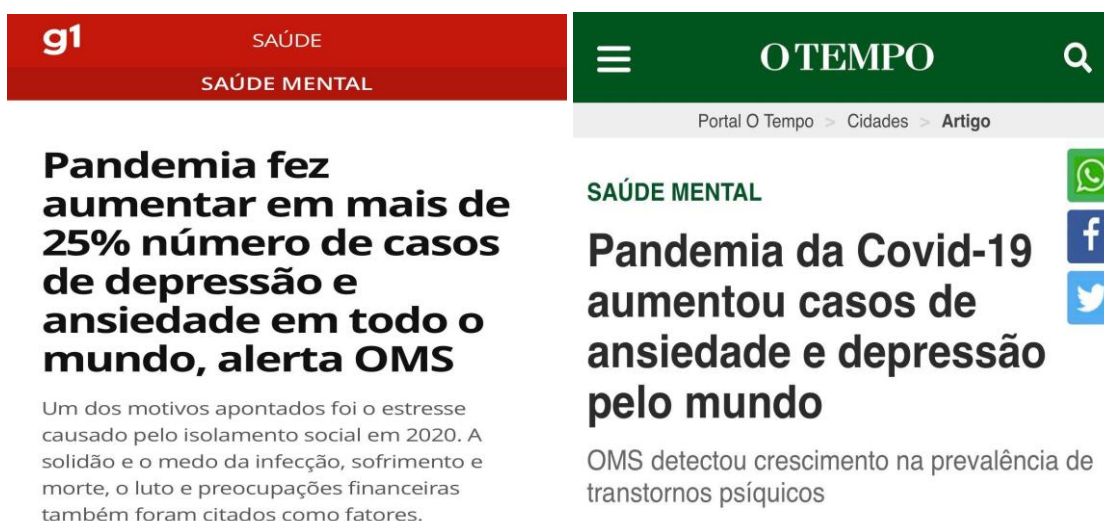 g1
SAÚDE
SAÚDE MENTAL
Pandemia fez
aumentar em mais de
25% número de casos
de depressão e
ansiedade em todo o
mundo, alerta OMS
Um dos motivos apontados foi o estresse
causado pelo isolamento social em 2020. A
solidão e o medo da infecção, sofrimento e
morte, o luto e preocupações financeiras
também foram citados como fatores.
O TEMPO
Portal O Tempo > Cidades > Artigo
SAÚDE MENTAL
Pandemia da Covid-19
aumentou casos de
ansiedade e depressão
pelo mundo
OMS detectou crescimento na prevalência de
transtornos psíquicos